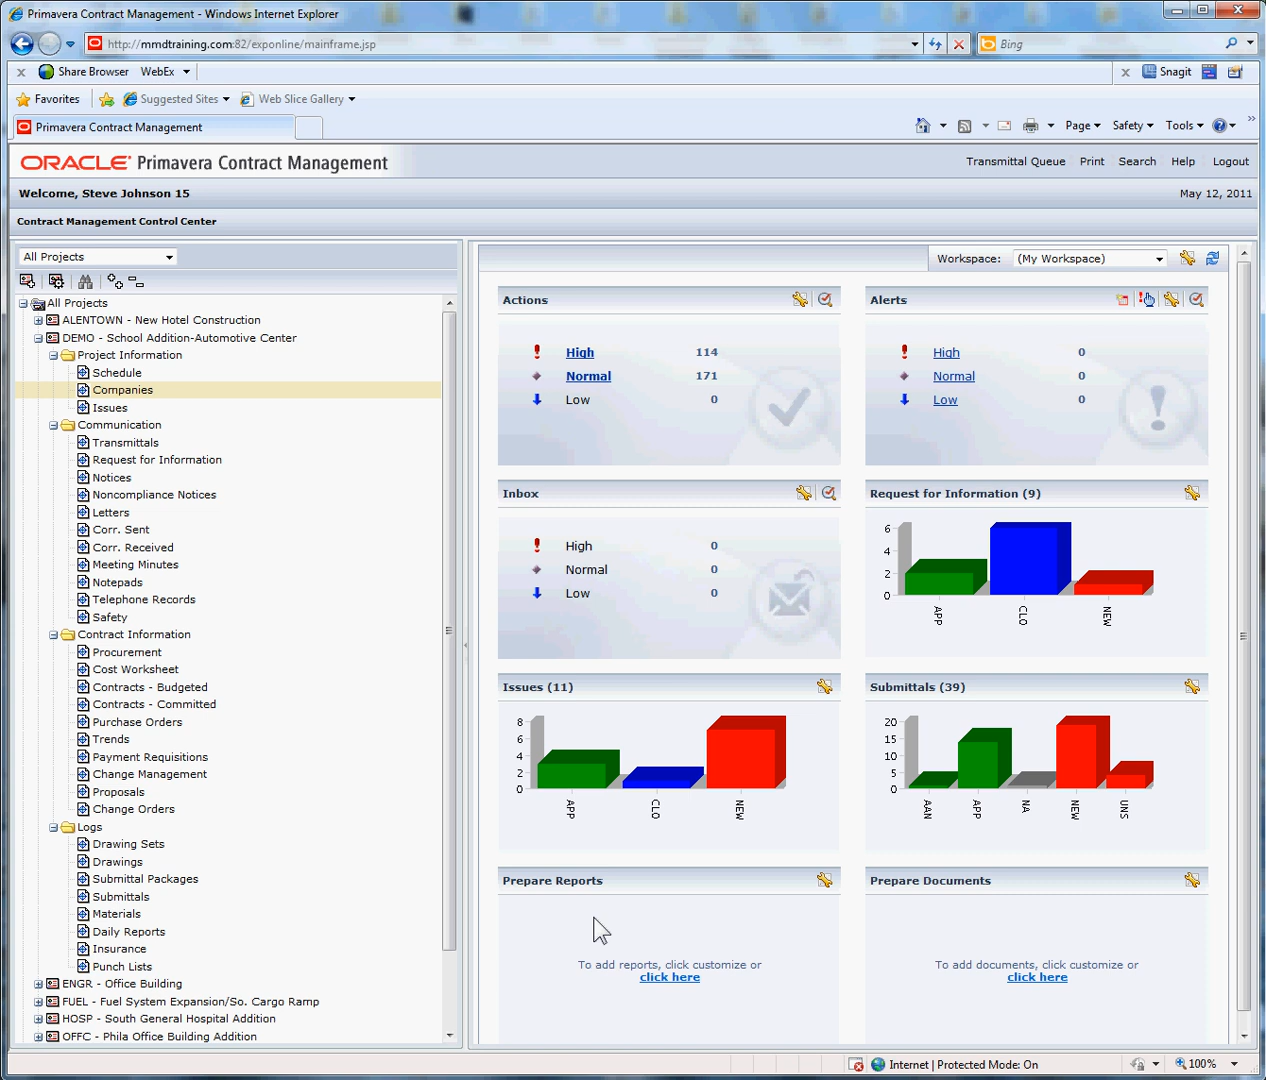 Primavera Contract Management - Windows Internet Explorer
http://mmdtraining.com:82/exponline/mainframe.jsp
Bing
x Share Browser WebEx
x Snagit
Favorites Suggested Sites Web Slice Gallery
Primavera Contract Management
Page Safety Tools
ORACLE Primavera Contract Management
Transmittal Queue Print Search Help Logout
Welcome, Steve Johnson 15
May 12, 2011
Contract Management Control Center
All Projects
All Projects
ALENTOWN - New Hotel Construction
DEMO - School Addition-Automotive Center
Project Information
Schedule
Companies
Issues
Communication
Transmittals
Request for Information
Notices
Noncompliance Notices
Letters
Corr. Sent
Corr. Received
Meeting Minutes
Notepads
Telephone Records
Safety
Contract Information
Procurement
Cost Worksheet
Contracts - Budgeted
Contracts - Committed
Purchase Orders
Trends
Payment Requisitions
Change Management
Proposals
Change Orders
Logs
Drawing Sets
Drawings
Submittal Packages
Submittals
Materials
Daily Reports
Insurance
Punch Lists
ENGR - Office Building
FUEL - Fuel System Expansion/So. Cargo Ramp
HOSP - South General Hospital Addition
OFFC - Phila Office Building Addition
Workspace: (My Workspace)
Actions
High 114
Normal 171
Low 0
Alerts
High 0
Normal 0
Low 0
Inbox
High 0
Normal 0
Low 0
Request for Information (9)
6
4
2
0
APP CLO NEW
Issues (11)
8
6
4
2
0
APP CLO NEW
Submittals (39)
20
15
10
5
0
AAN APP NA NEW UNS
Prepare Reports
To add reports, click customize or
click here
Prepare Documents
To add documents, click customize or
click here
Internet | Protected Mode: On
100%